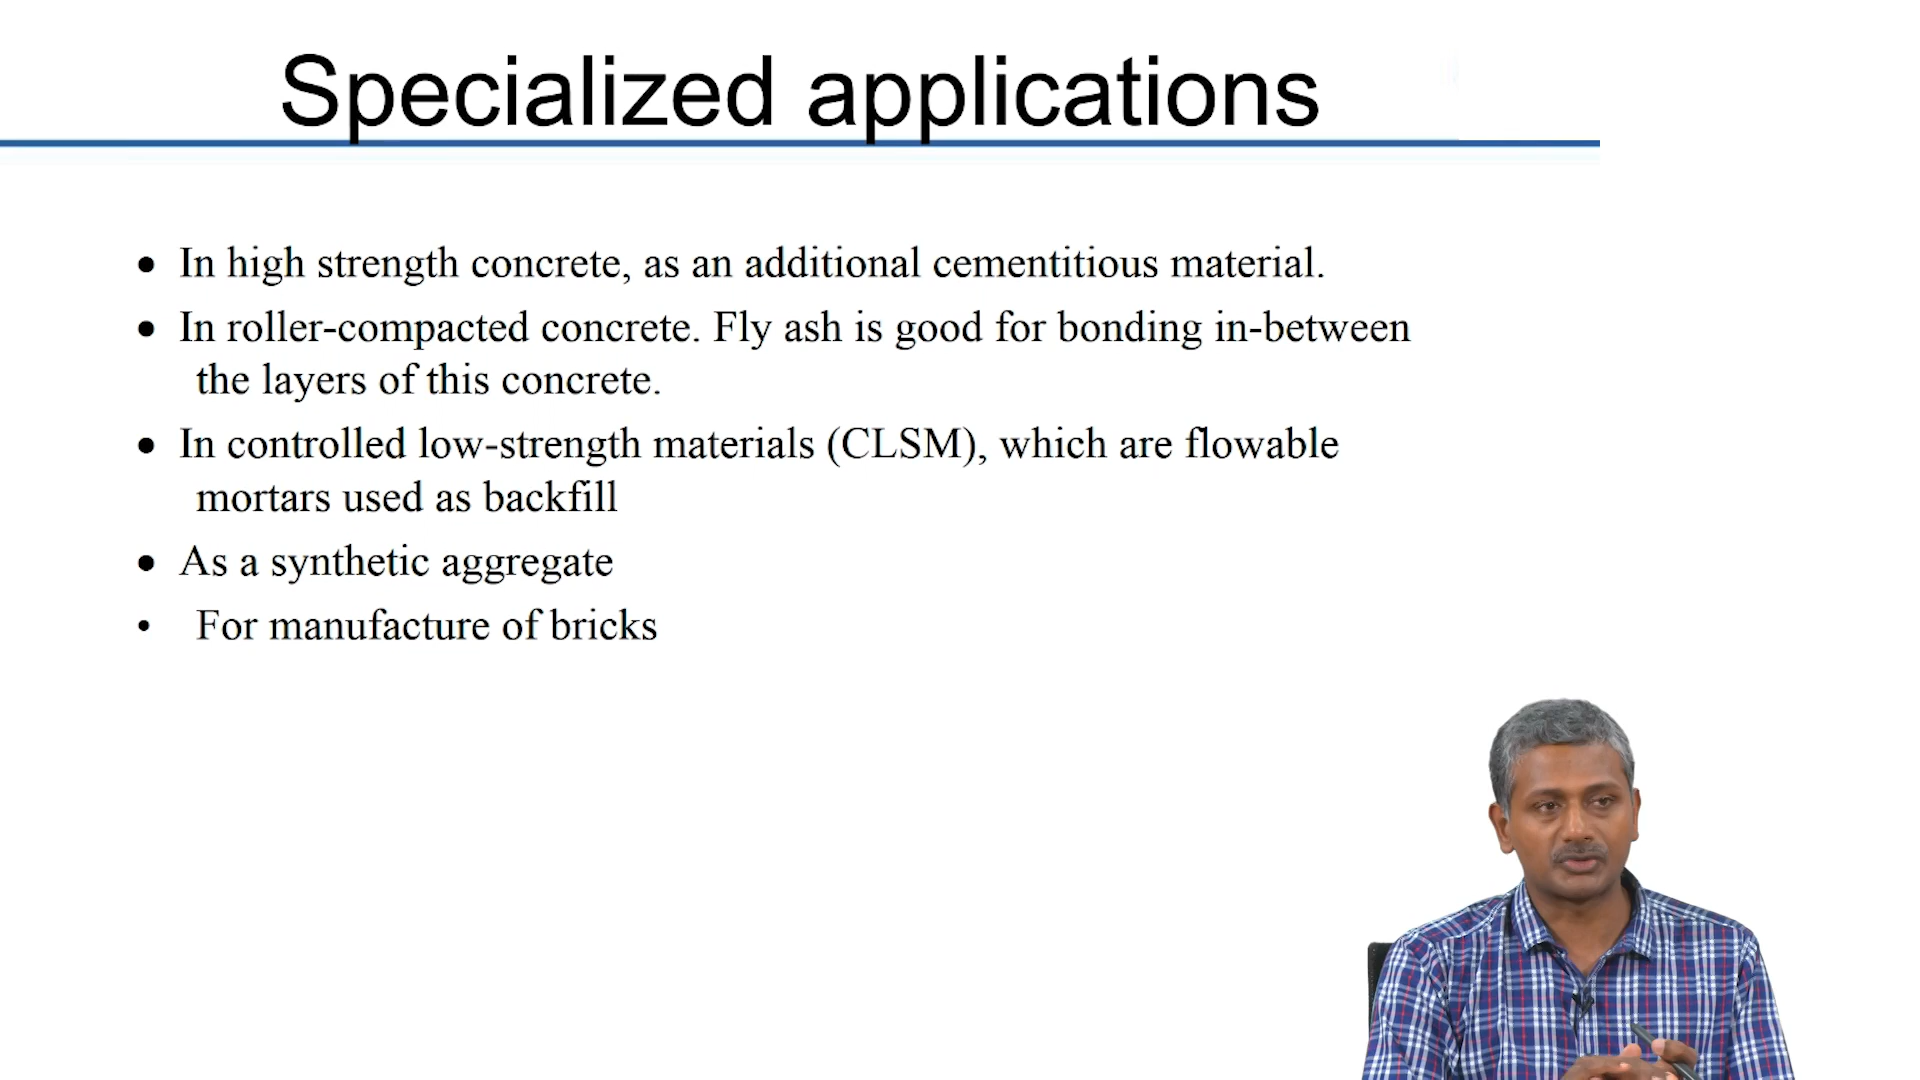 Specialized applications
• In high strength concrete, as an additional cementitious material.
• In roller-compacted concrete. Fly ash is good for bonding in-between
the layers of this concrete.
• In controlled low-strength materials (CLSM), which are flowable
mortars used as backfill
• As a synthetic aggregate
• For manufacture of bricks